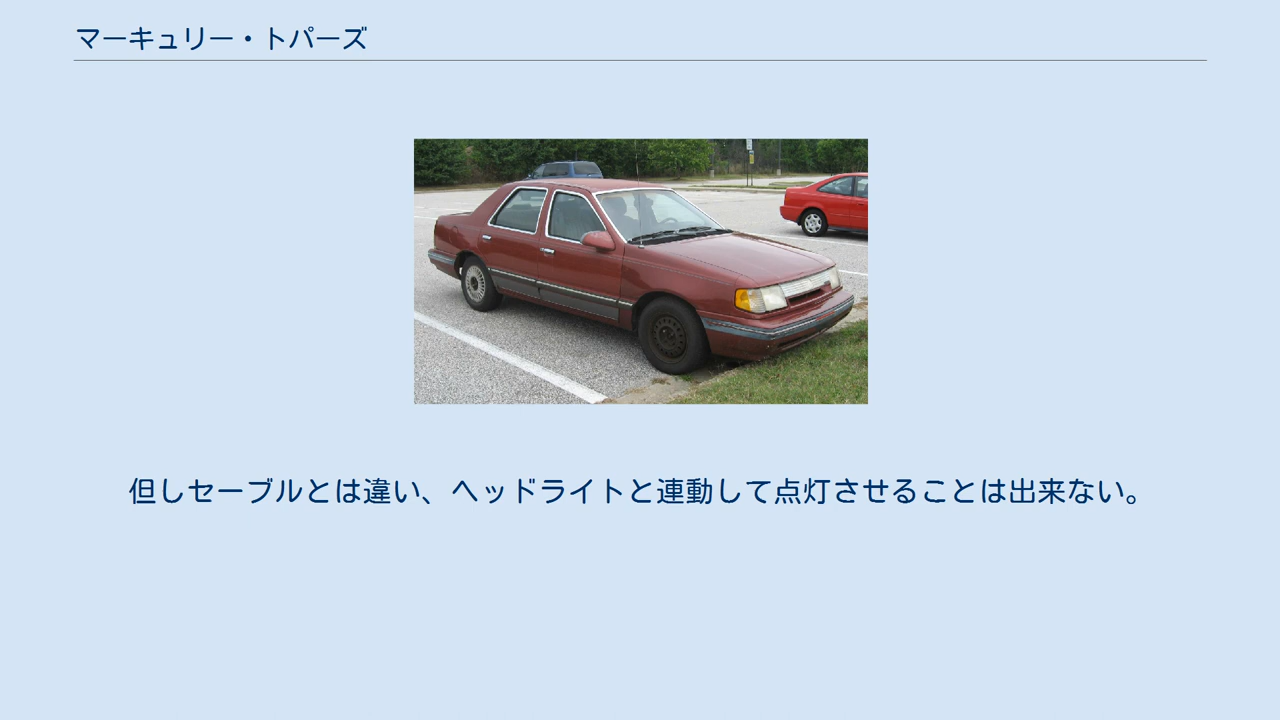 マーキュリー・トパーズ
但しセーブルとは違い、ヘッドライトと連動して点灯させることは出来ない。